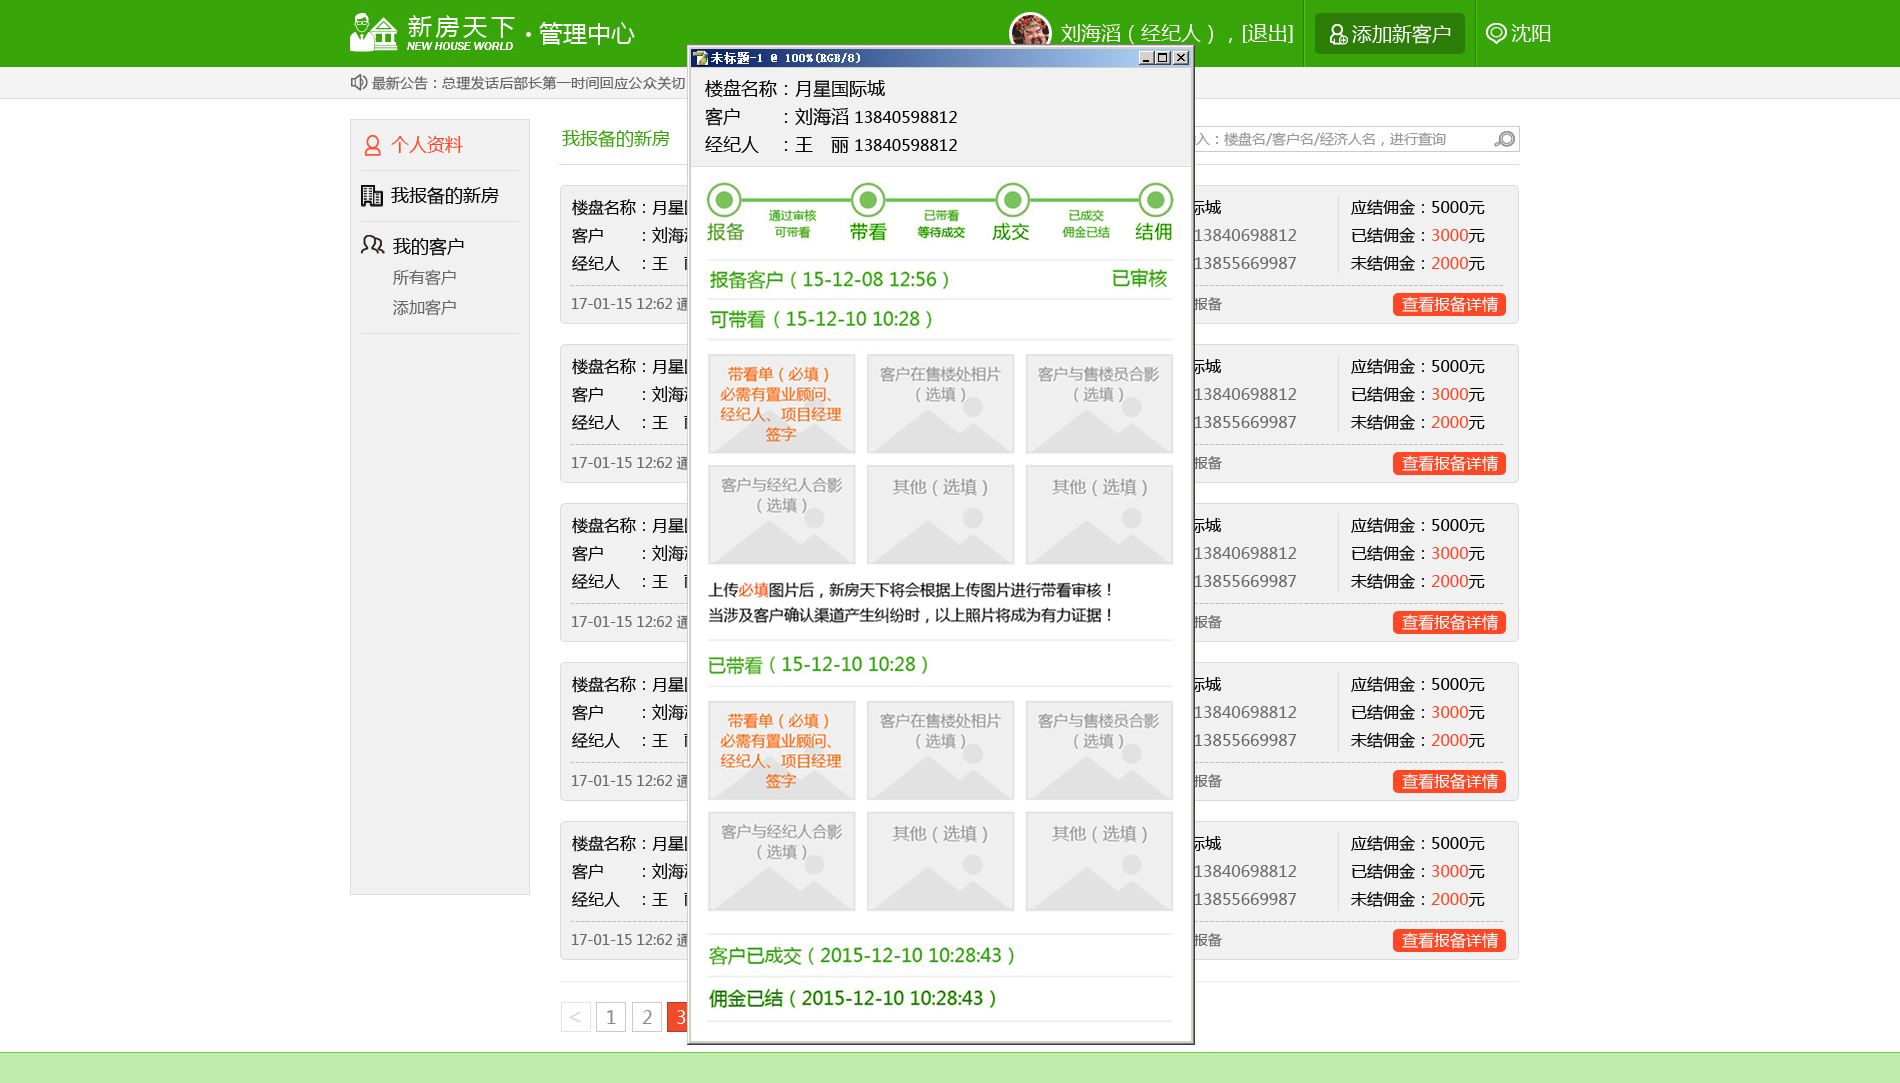 新房天下
NEW HOUSE WORLD
·管理中心
刘海滔（经纪人），[退出]
添加新客户
沈阳
最新公告：总理发话后部长第一时间回应公众关切
个人资料
我报备的新房
我的客户
所有客户
添加客户
我报备的新房
入：楼盘名/客户名/经济人名，进行查询
未标题-1 @ 100%(RGB/8)
楼盘名称：月星国际城
客户　　：刘海滔 13840598812
经纪人　：王　丽 13840598812
通过审核
可带看
已带看
等待成交
已成交
佣金已结
报备
带看
成交
结佣
报备客户（15-12-08 12:56）
已审核
可带看（15-12-10 10:28）
带看单（必填）
必需有置业顾问、
经纪人、项目经理
签字
客户在售楼处相片
（选填）
客户与售楼员合影
（选填）
客户与经纪人合影
（选填）
其他（选填）
其他（选填）
上传必填图片后，新房天下将会根据上传图片进行带看审核！
当涉及客户确认渠道产生纠纷时，以上照片将成为有力证据！
已带看（15-12-10 10:28）
带看单（必填）
必需有置业顾问、
经纪人、项目经理
签字
客户在售楼处相片
（选填）
客户与售楼员合影
（选填）
客户与经纪人合影
（选填）
其他（选填）
其他（选填）
客户已成交（2015-12-10 10:28:43）
佣金已结（2015-12-10 10:28:43）
楼盘名称：月星
际城
应结佣金：5000元
客户　　：刘海
13840698812
已结佣金：3000元
经纪人　：王
13855669987
未结佣金：2000元
17-01-15 12:62 通
报备
查看报备详情
楼盘名称：月星
际城
应结佣金：5000元
客户　　：刘海
13840698812
已结佣金：3000元
经纪人　：王
13855669987
未结佣金：2000元
17-01-15 12:62 通
报备
查看报备详情
楼盘名称：月星
际城
应结佣金：5000元
客户　　：刘海
13840698812
已结佣金：3000元
经纪人　：王
13855669987
未结佣金：2000元
17-01-15 12:62 通
报备
查看报备详情
楼盘名称：月星
际城
应结佣金：5000元
客户　　：刘海
13840698812
已结佣金：3000元
经纪人　：王
13855669987
未结佣金：2000元
17-01-15 12:62 通
报备
查看报备详情
楼盘名称：月星
际城
应结佣金：5000元
客户　　：刘海
13840698812
已结佣金：3000元
经纪人　：王
13855669987
未结佣金：2000元
17-01-15 12:62 通
报备
查看报备详情
< 1 2 3